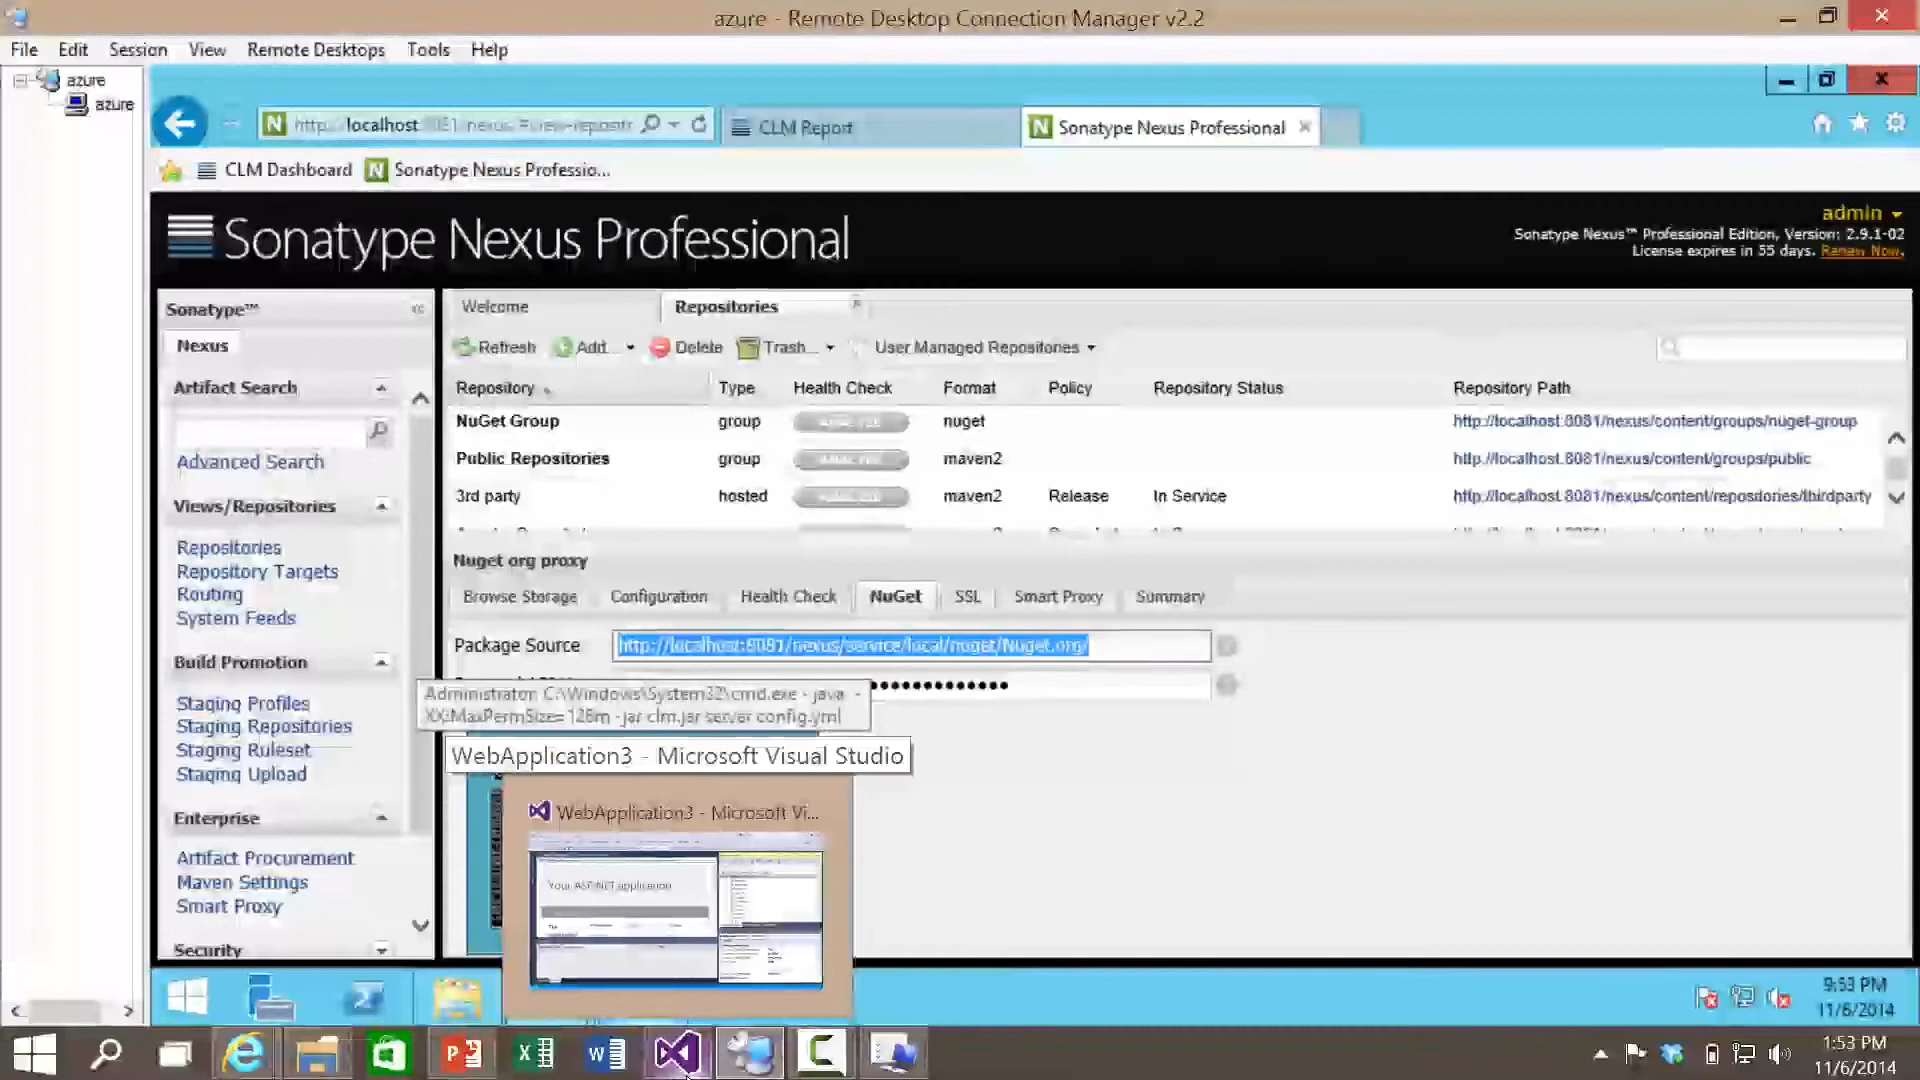 azure - Remote Desktop Connection Manager v2.2
File Edit Session View Remote Desktops Tools Help
azure
azure
localhost
CLM Report
Sonatype Nexus Professional
CLM Dashboard
Sonatype Nexus Professio...
Sonatype Nexus Professional
admin
Sonatype Nexus™ Professional Edition, Version: 2.9.1-02
License expires in 55 days. Renew Now.
Sonatype™
Nexus
Artifact Search
Advanced Search
Views/Repositories
Repositories
Repository Targets
Routing
System Feeds
Build Promotion
Staging Profiles
Staging Repositories
Staging Ruleset
Staging Upload
Enterprise
Artifact Procurement
Maven Settings
Smart Proxy
Security
Welcome
Repositories
Refresh Add... Delete Trash... User Managed Repositories
Repository Type Health Check Format Policy Repository Status Repository Path
NuGet Group group nuget http://localhost:8081/nexus/content/groups/nuget-group
Public Repositories group maven2 http://localhost:8081/nexus/content/groups/public
3rd party hosted maven2 Release In Service http://localhost:8081/nexus/content/repositories/thirdparty
Nuget org proxy
Browse Storage Configuration Health Check NuGet SSL Smart Proxy Summary
Package Source http://localhost:8081/nexus/service/local/nuget/Nuget.org/
Administrator: C:\Windows\System32\cmd.exe - java -
XX:MaxPermSize=128m -jar clm.jar server config.yml
WebApplication3 - Microsoft Visual Studio
WebApplication3 - Microsoft Vi...
Your ASP.NET application
9:53 PM
11/6/2014
1:53 PM
11/6/2014